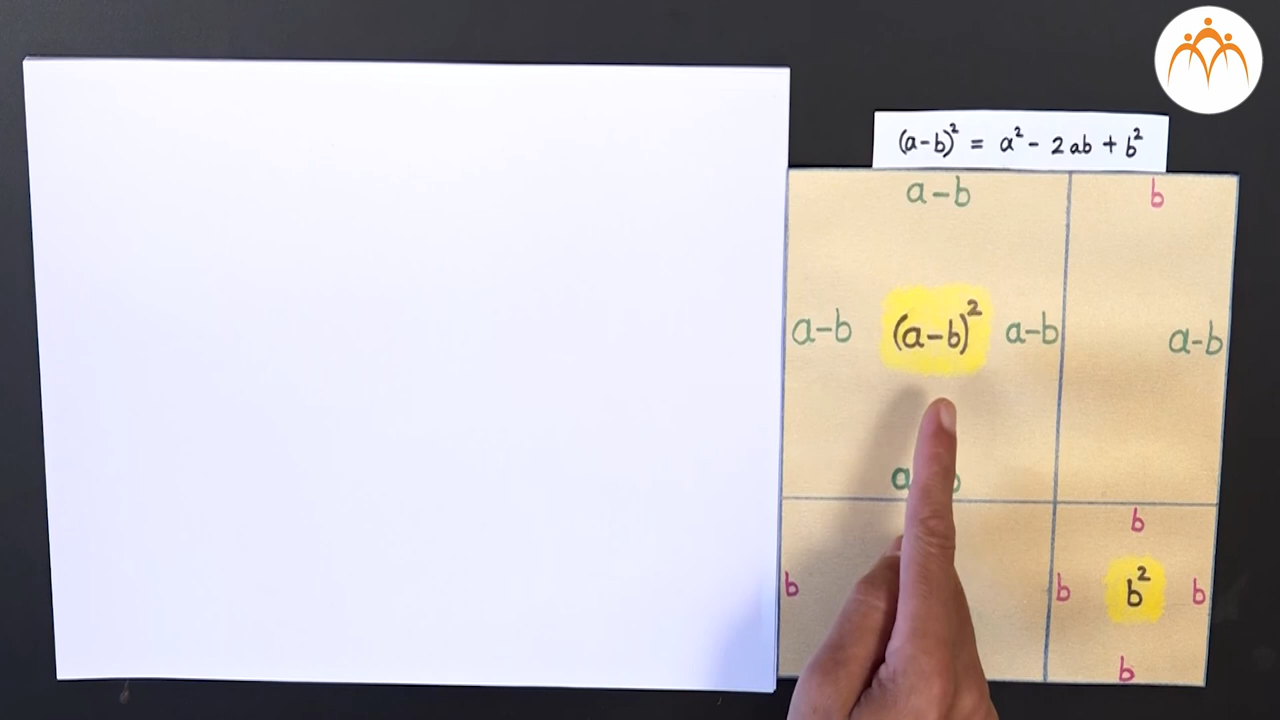 (a-b)² = a² - 2ab + b²
a-b b
a-b (a-b)² a-b a-b
b
b b² b
b
b